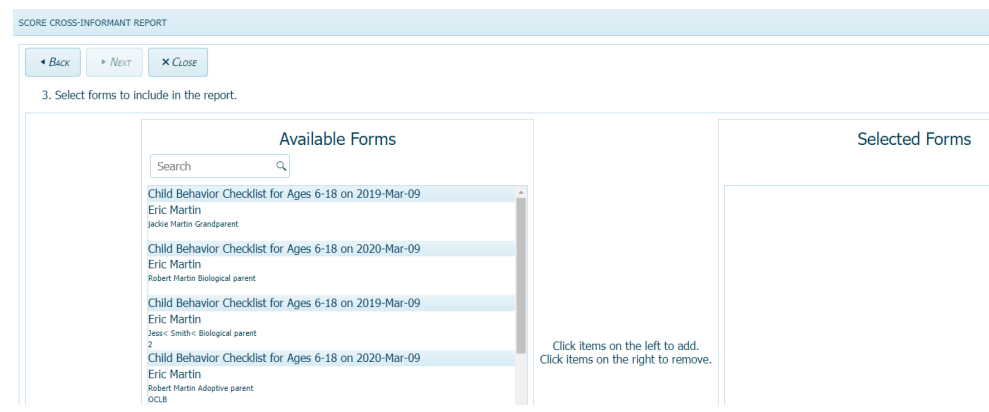 SCORE CROSS-INFORMANT REPORT
Back Next Close
3. Select forms to include in the report.
Available Forms
Search
Child Behavior Checklist for Ages 6-18 on 2019-Mar-09
Eric Martin
jackie Martin Grandparent
Child Behavior Checklist for Ages 6-18 on 2020-Mar-09
Eric Martin
Robert Martin Biological parent
Child Behavior Checklist for Ages 6-18 on 2019-Mar-09
Eric Martin
Jess< Smith< Biological parent
2
Child Behavior Checklist for Ages 6-18 on 2020-Mar-09
Eric Martin
Robert Martin Adoptive parent
OCLB
Click items on the left to add.
Click items on the right to remove.
Selected Forms